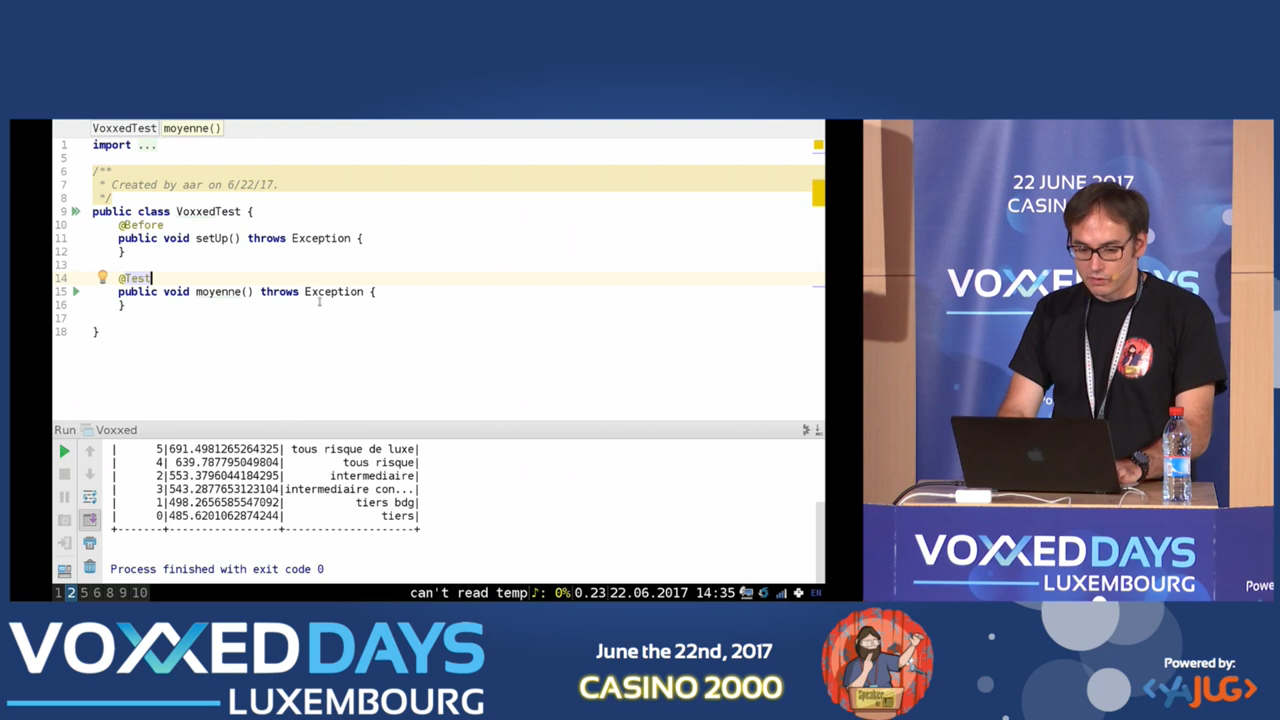 VoxxedTest moyenne()
1 import ...
5
6 /**
7 * Created by aar on 6/22/17.
8 */
9 public class VoxxedTest {
10 @Before
11 public void setUp() throws Exception {
12 }
13
14 @Test
15 public void moyenne() throws Exception {
16 }
17
18 }
Run Voxxed
| 5|691.4981265264325| tous risque de luxe|
| 4| 639.787795049804| tous risque|
| 2|553.3796044184295| intermediaire|
| 3|543.2877653123104|intermediaire con...|
| 1|498.2656585547092| tiers bdg|
| 0|485.6201062874244| tiers|
+-------+-----------------+--------------------+
Process finished with exit code 0
1 2 5 6 8 9 10 can't read temp ♪: 0% 0.23 22.06.2017 14:35 EN
22 JUNE 2017
CASIN
VOXXED
VOXXED DAYS
LUXEMBOURG
Powe
VOXXED DAYS
LUXEMBOURG
June the 22nd, 2017
CASINO 2000
Speaker
Powered by:
<YAJUG>